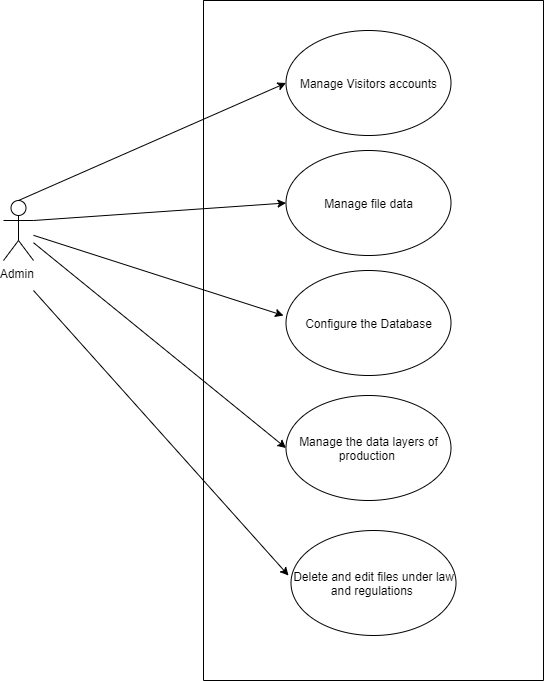 Manage Visitors accounts
Manage file data
Admin
Configure the Database
Manage the data layers of
production
Delete and edit files under law
and regulations